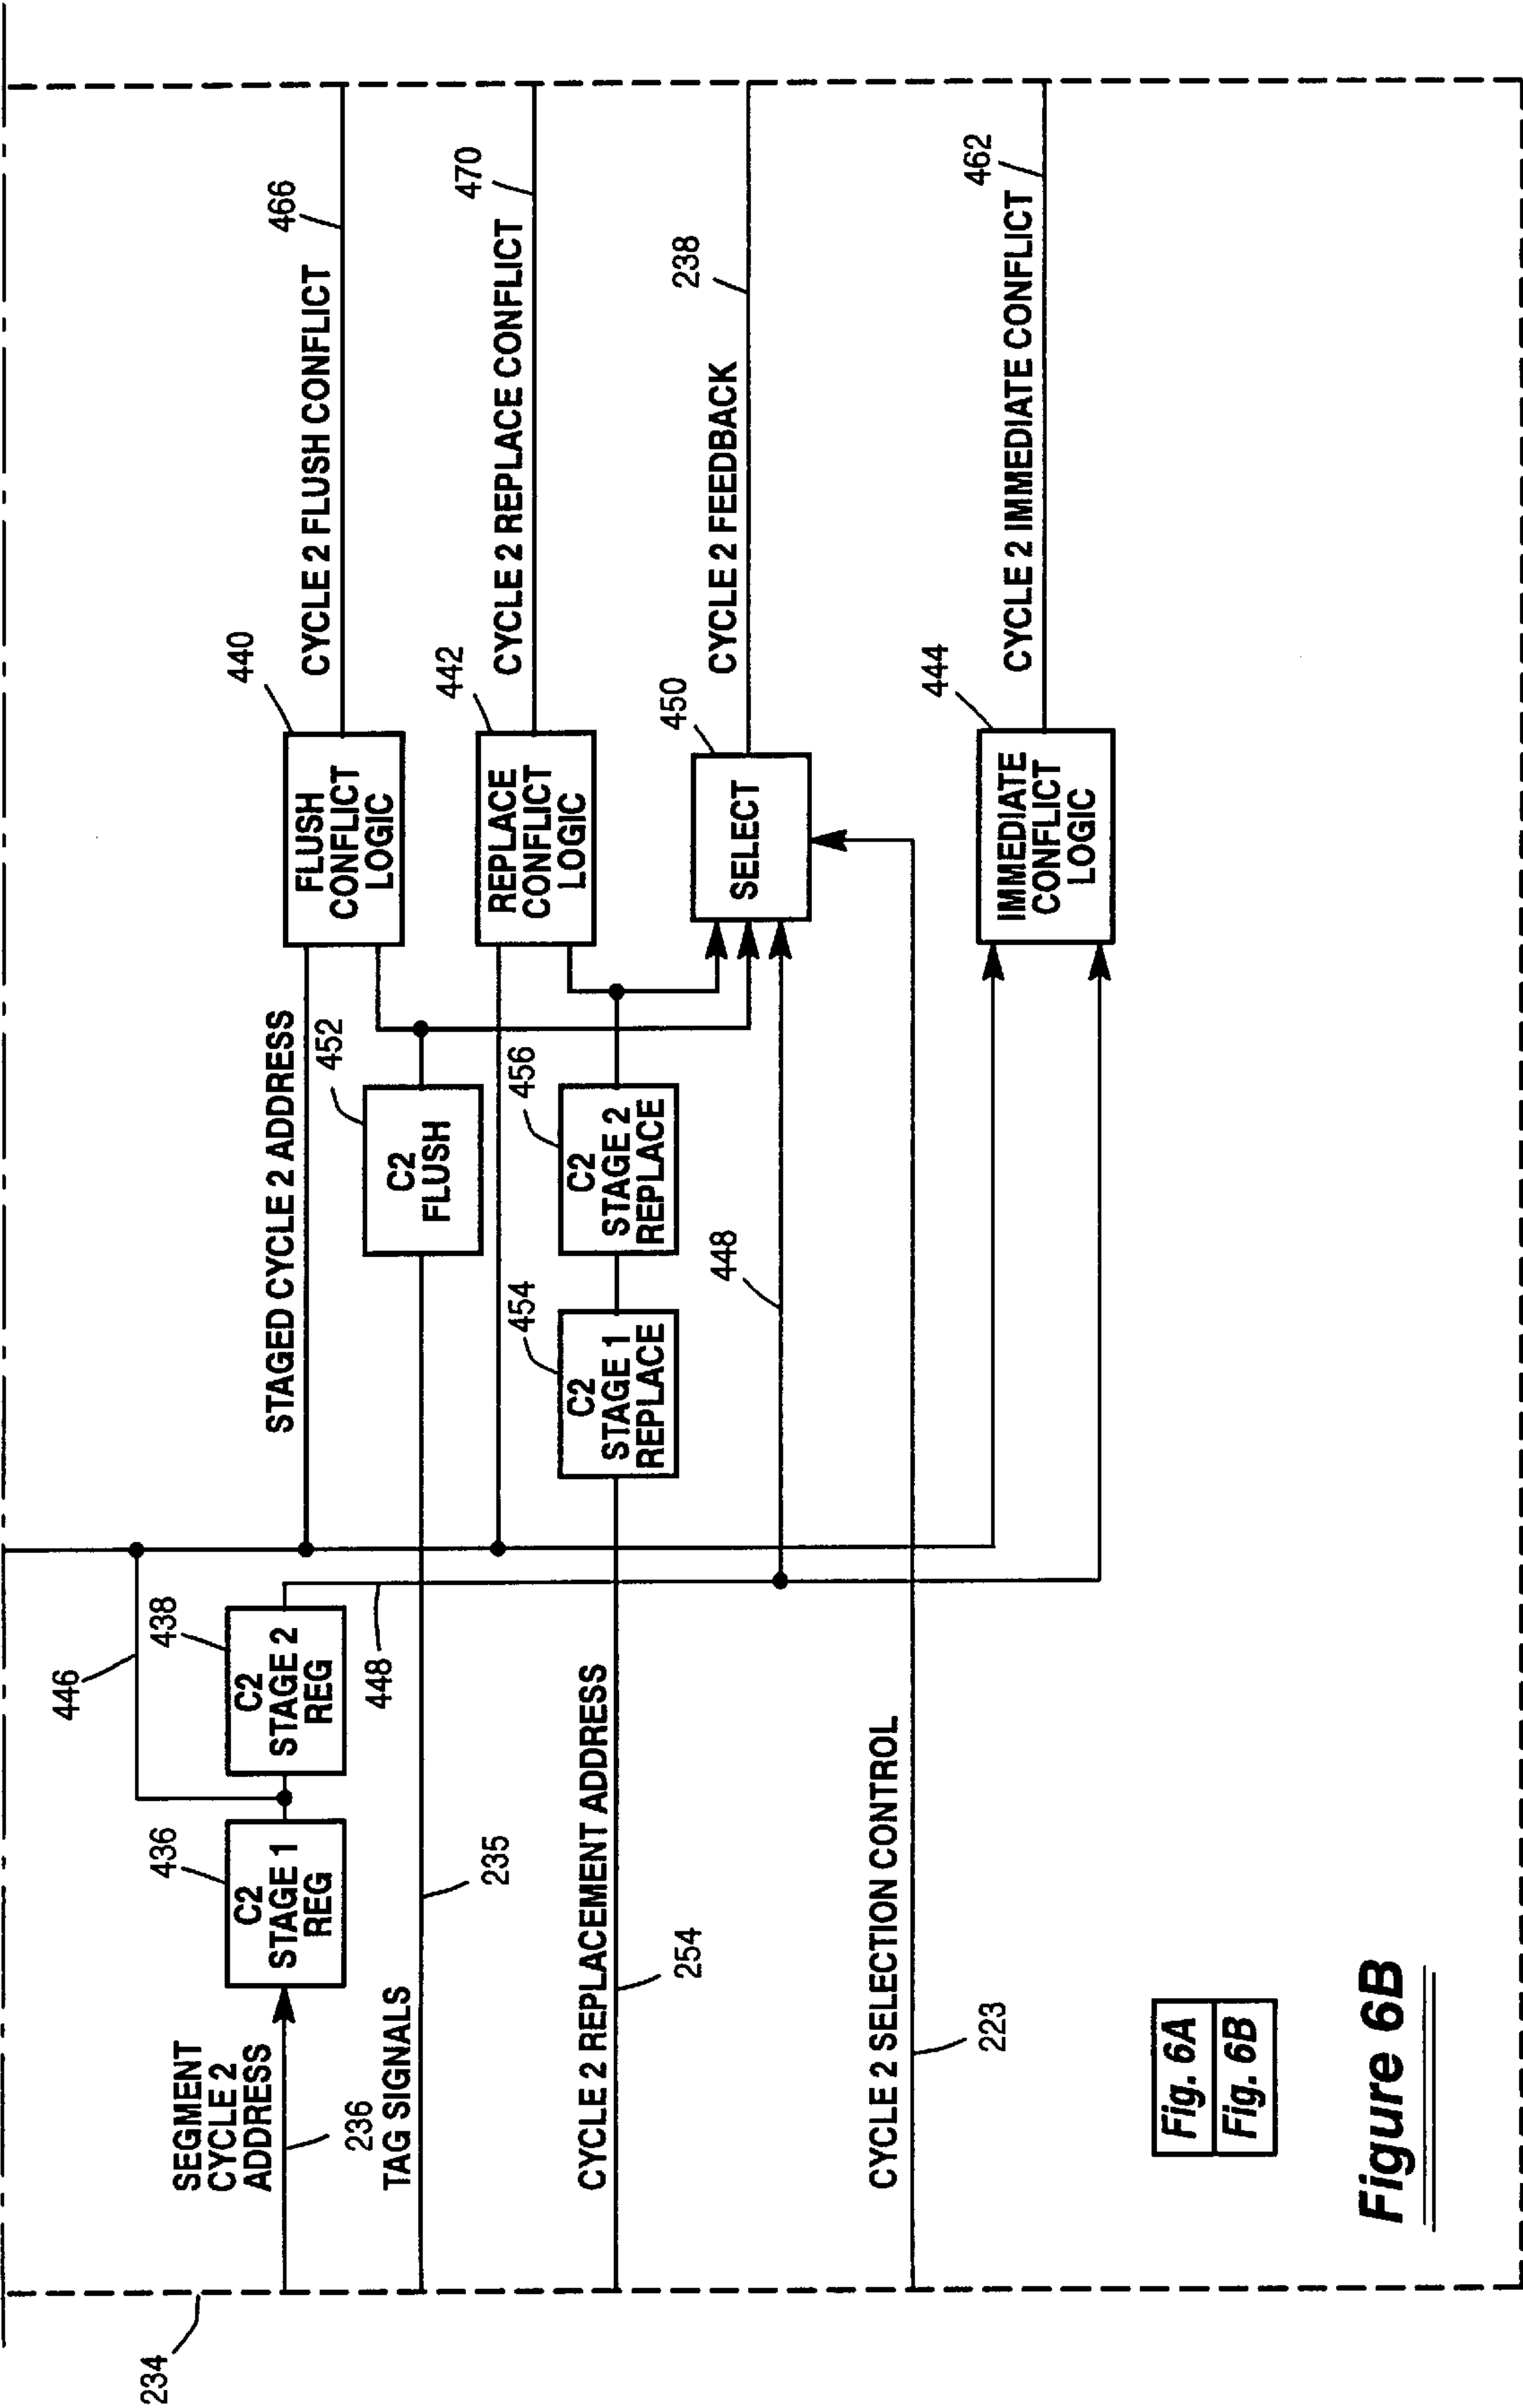 234
SEGMENT
CYCLE 2
ADDRESS
236
TAG SIGNALS
235
CYCLE 2 REPLACEMENT ADDRESS
254
CYCLE 2 SELECTION CONTROL
223
436
C2
STAGE 1
REG
446
438
C2
STAGE 2
REG
448
STAGED CYCLE 2 ADDRESS
452
C2
FLUSH
454
C2
STAGE 1
REPLACE
456
C2
STAGE 2
REPLACE
448
440
FLUSH
CONFLICT
LOGIC
442
REPLACE
CONFLICT
LOGIC
450
SELECT
444
IMMEDIATE
CONFLICT
LOGIC
CYCLE 2 FLUSH CONFLICT
466
CYCLE 2 REPLACE CONFLICT
470
CYCLE 2 FEEDBACK
238
CYCLE 2 IMMEDIATE CONFLICT
462
Fig. 6A
Fig. 6B
Figure 6B